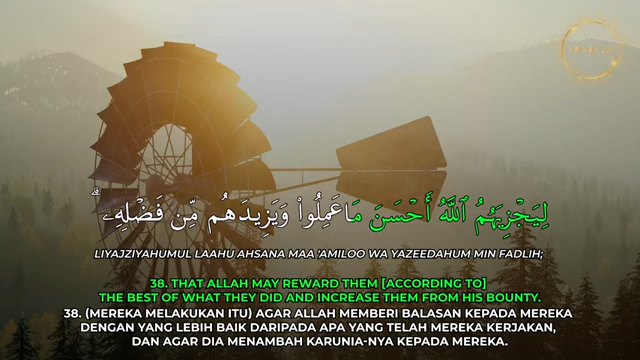 لِيَجْزِيَهُمُ ٱللَّهُ أَحْسَنَ مَا عَمِلُوا۟ وَيَزِيدَهُم مِّن فَضْلِهِۦ ۗ
LIYAJZIYAHUMUL LAAHU AHSANA MAA 'AMILOO WA YAZEEDAHUM MIN FADLIH;
38. THAT ALLAH MAY REWARD THEM [ACCORDING TO]
THE BEST OF WHAT THEY DID AND INCREASE THEM FROM HIS BOUNTY.
38. (MEREKA MELAKUKAN ITU) AGAR ALLAH MEMBERI BALASAN KEPADA MEREKA
DENGAN YANG LEBIH BAIK DARIPADA APA YANG TELAH MEREKA KERJAKAN,
DAN AGAR DIA MENAMBAH KARUNIA-NYA KEPADA MEREKA.